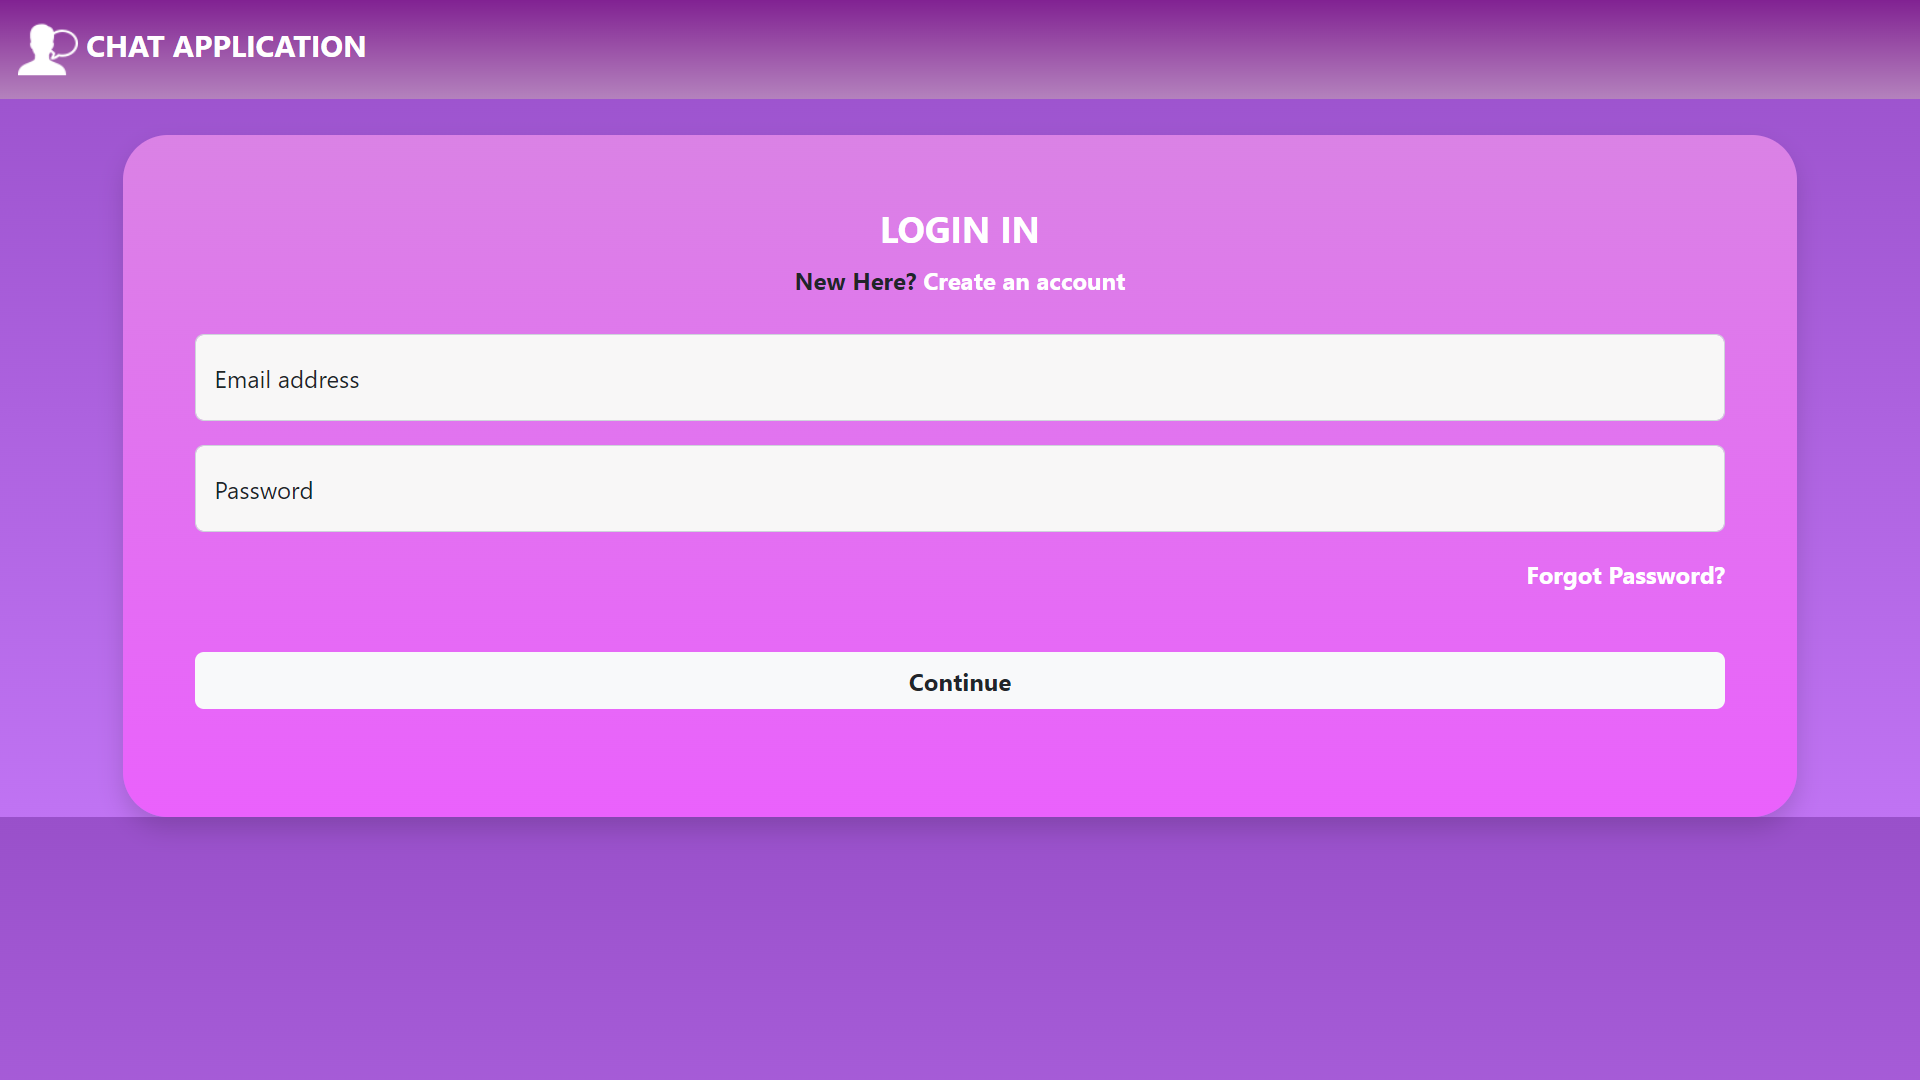 CHAT APPLICATION
LOGIN IN
New Here? Create an account
Email address
Password
Forgot Password?
Continue